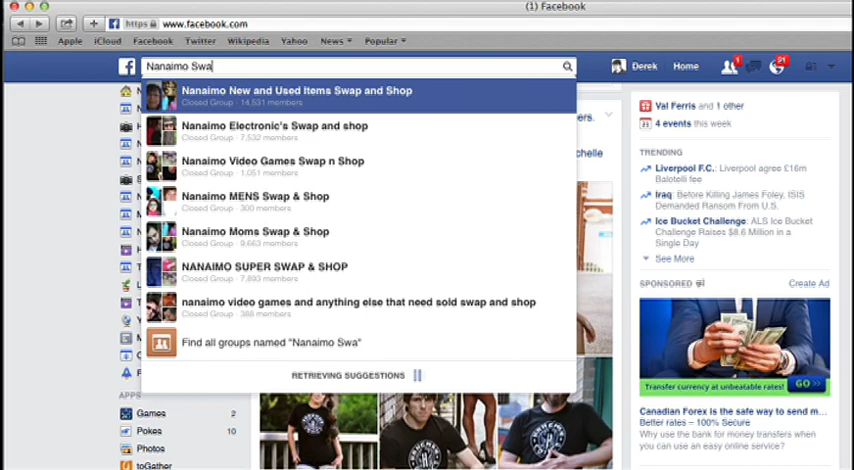 (1) Facebook
https
www.facebook.com
Apple iCloud Facebook Twitter Wikipedia Yahoo News Popular
Nanaimo Swa
Derek Home 1 21
Nanaimo New and Used Items Swap and Shop
Closed Group · 14,531 members
Nanaimo Electronic's Swap and shop
Closed Group · 7,532 members
Nanaimo Video Games Swap n Shop
Closed Group · 1,051 members
Nanaimo MENS Swap & Shop
Closed Group · 300 members
Nanaimo Moms Swap & Shop
Closed Group · 9,663 members
NANAIMO SUPER SWAP & SHOP
Closed Group · 7,893 members
nanaimo video games and anything else that need sold swap and shop
Closed Group · 388 members
Find all groups named "Nanaimo Swa"
RETRIEVING SUGGESTIONS
APPS
Games 2
Pokes 10
Photos
toGather
Val Ferris and 1 other
4 events this week
TRENDING
Liverpool F.C.: Liverpool agree £16m
Balotelli fee
Iraq: Before Killing James Foley, ISIS
Demanded Ransom From U.S.
Ice Bucket Challenge: ALS Ice Bucket
Challenge Raises $8.6 Million in a
Single Day
See More
SPONSORED Create Ad
Transfer currency at unbeatable rates! GO >>
Canadian Forex is the safe way to send m...
Better rates – 100% Secure
Why use the bank for money transfers when
you can use an easy online service?